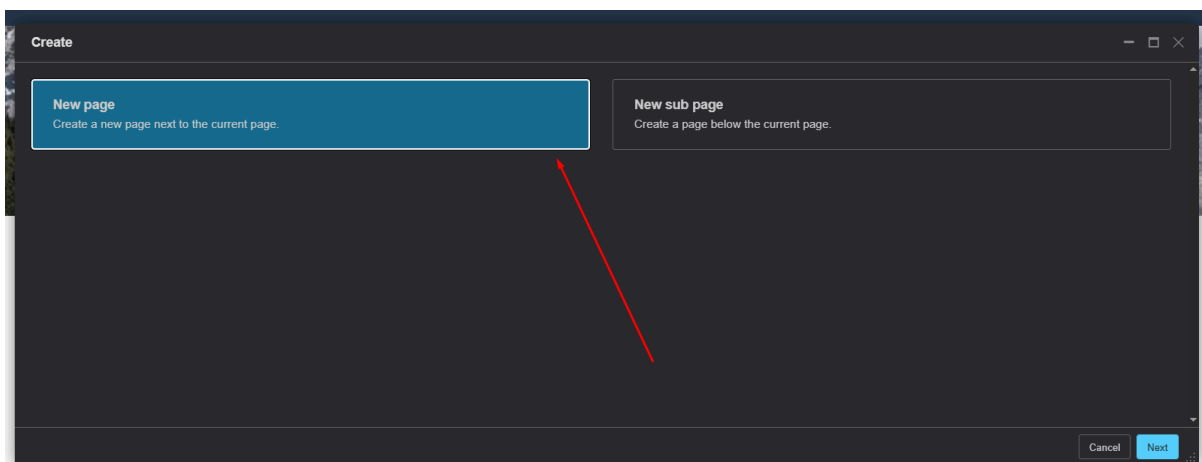 Create
New page
Create a new page next to the current page.
New sub page
Create a page below the current page.
Cancel
Next